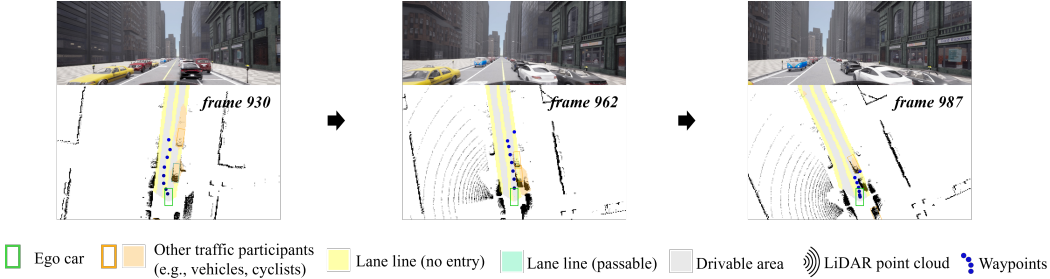 frame 930
frame 962
frame 987
Ego car
Other traffic participants
(e.g., vehicles, cyclists)
Lane line (no entry)
Lane line (passable)
Drivable area
LiDAR point cloud
Waypoints